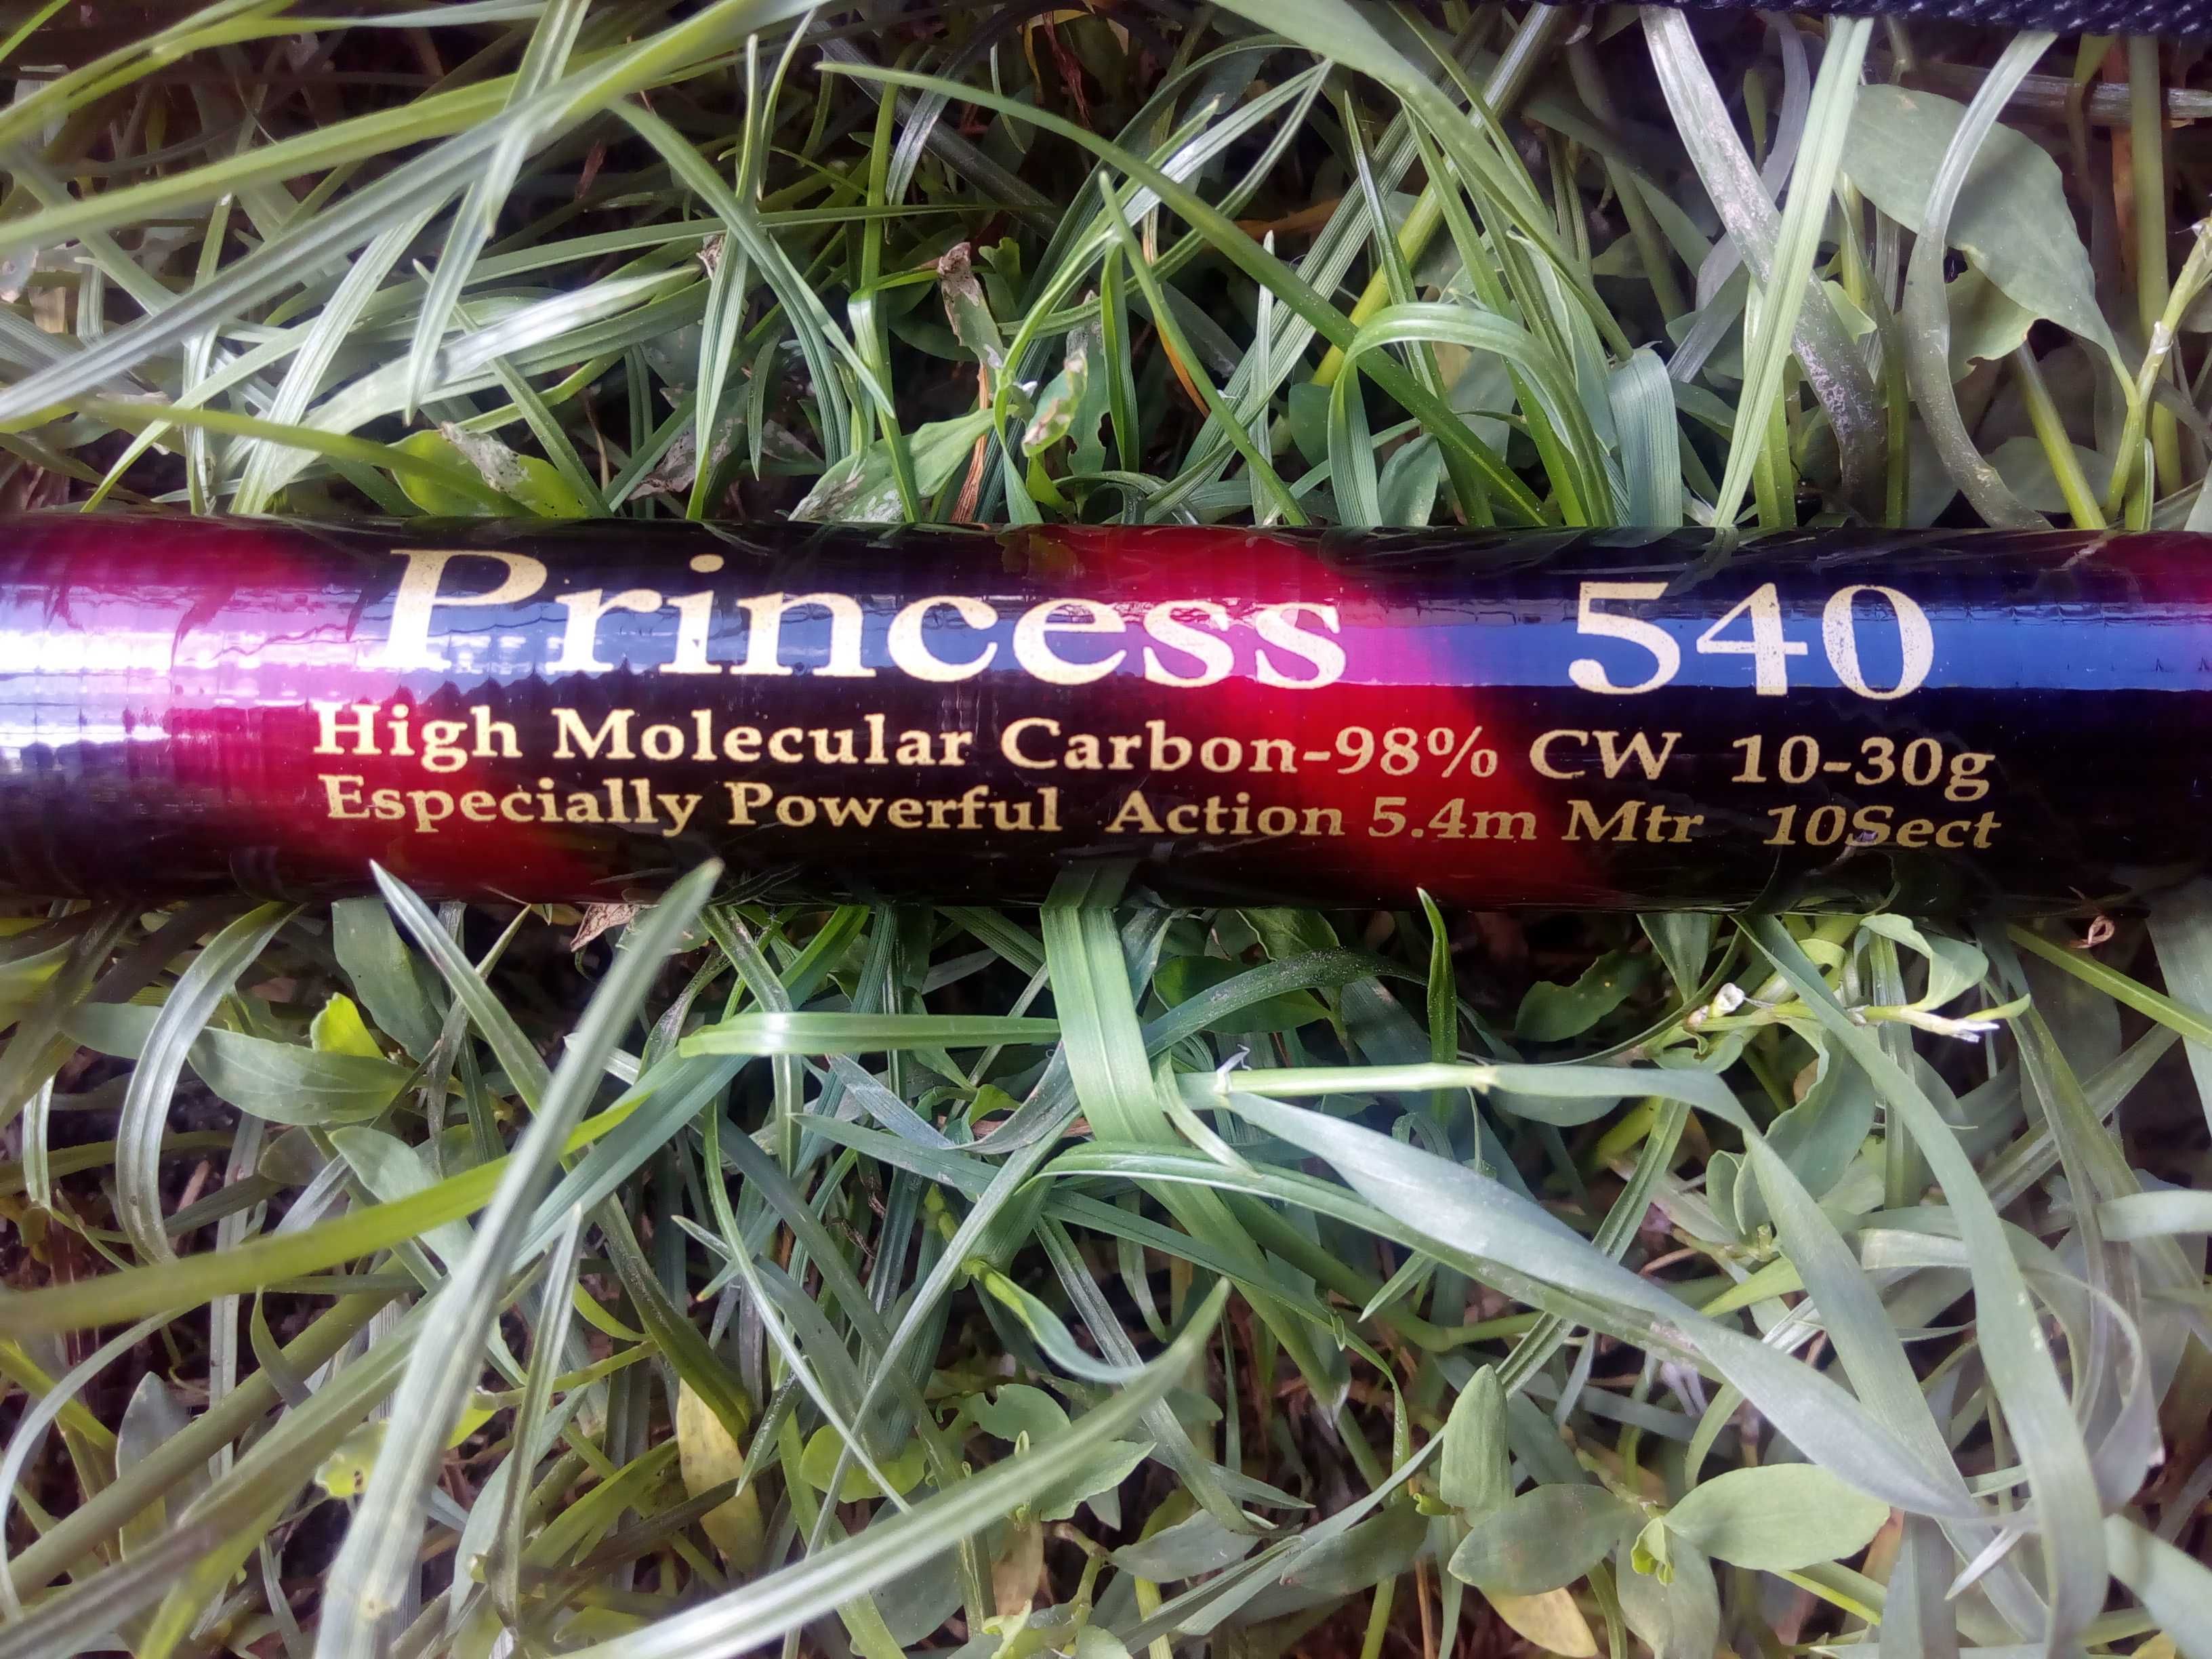 Princess 540
High Molecular Carbon-98% CW 10-30g
Especially Powerful Action 5.4m Mtr 10Sect